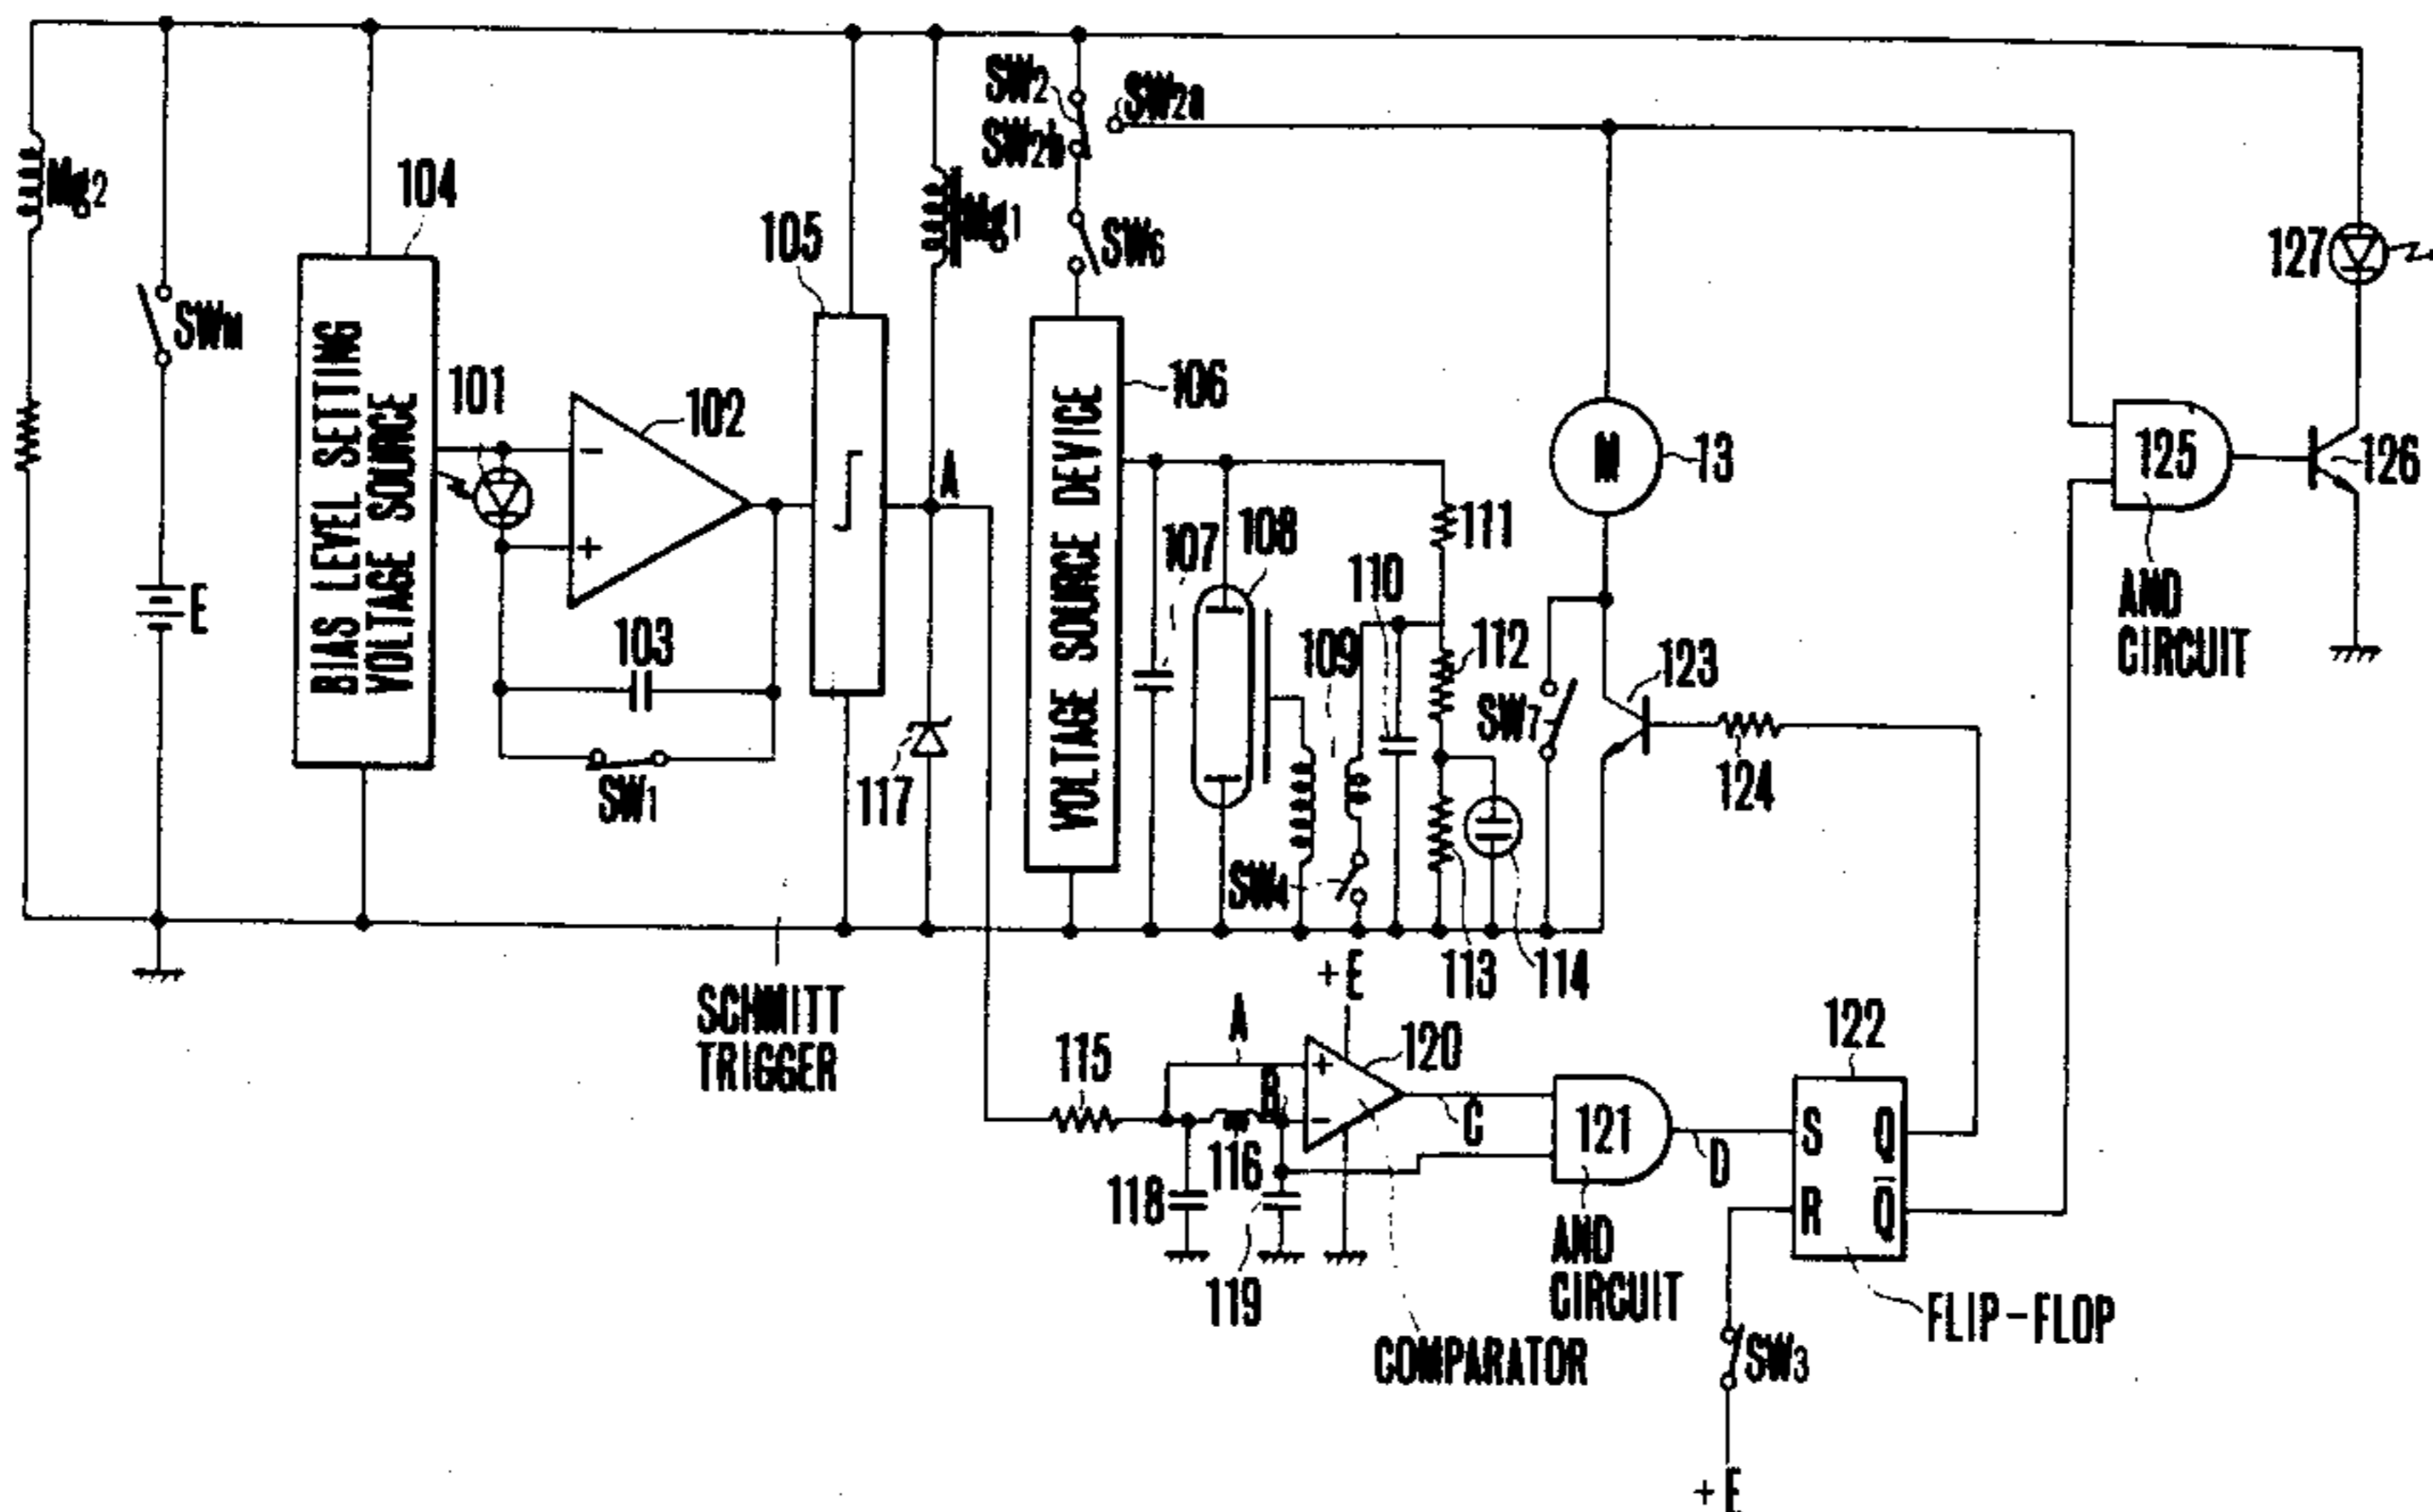 SW2
SW2a
SW2b
Mg2
104
105
Mg1
SW6
127
SWM
101
102
106
A
M
13
125
126
BIAS LEVEL SETTING
VOLTAGE SOURCE
VOLTAGE SOURCE DEVICE
107
108
111
110
AND
CIRCUIT
E
103
109
112
123
SW7
SW1
117
124
SW4
113
114
+E
SCHMITT
TRIGGER
A
120
122
115
B
+
-
C
121
D
S
Q
R
Q̅
118
116
119
AND
CIRCUIT
COMPARATOR
FLIP-FLOP
SW3
+E
-
+